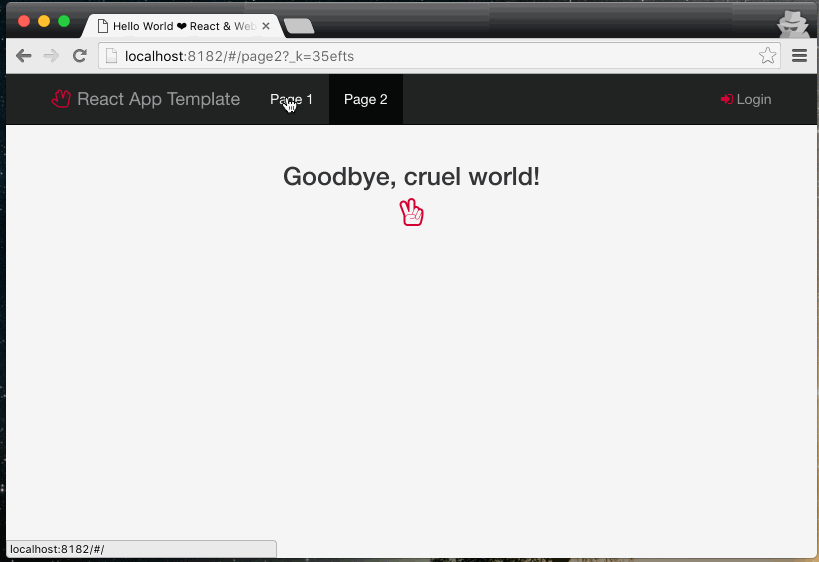 Hello World ❤ React & Web
localhost:8182/#/page2?_k=35efts
React App Template Page 1 Page 2 Login
Goodbye, cruel world!
localhost:8182/#/